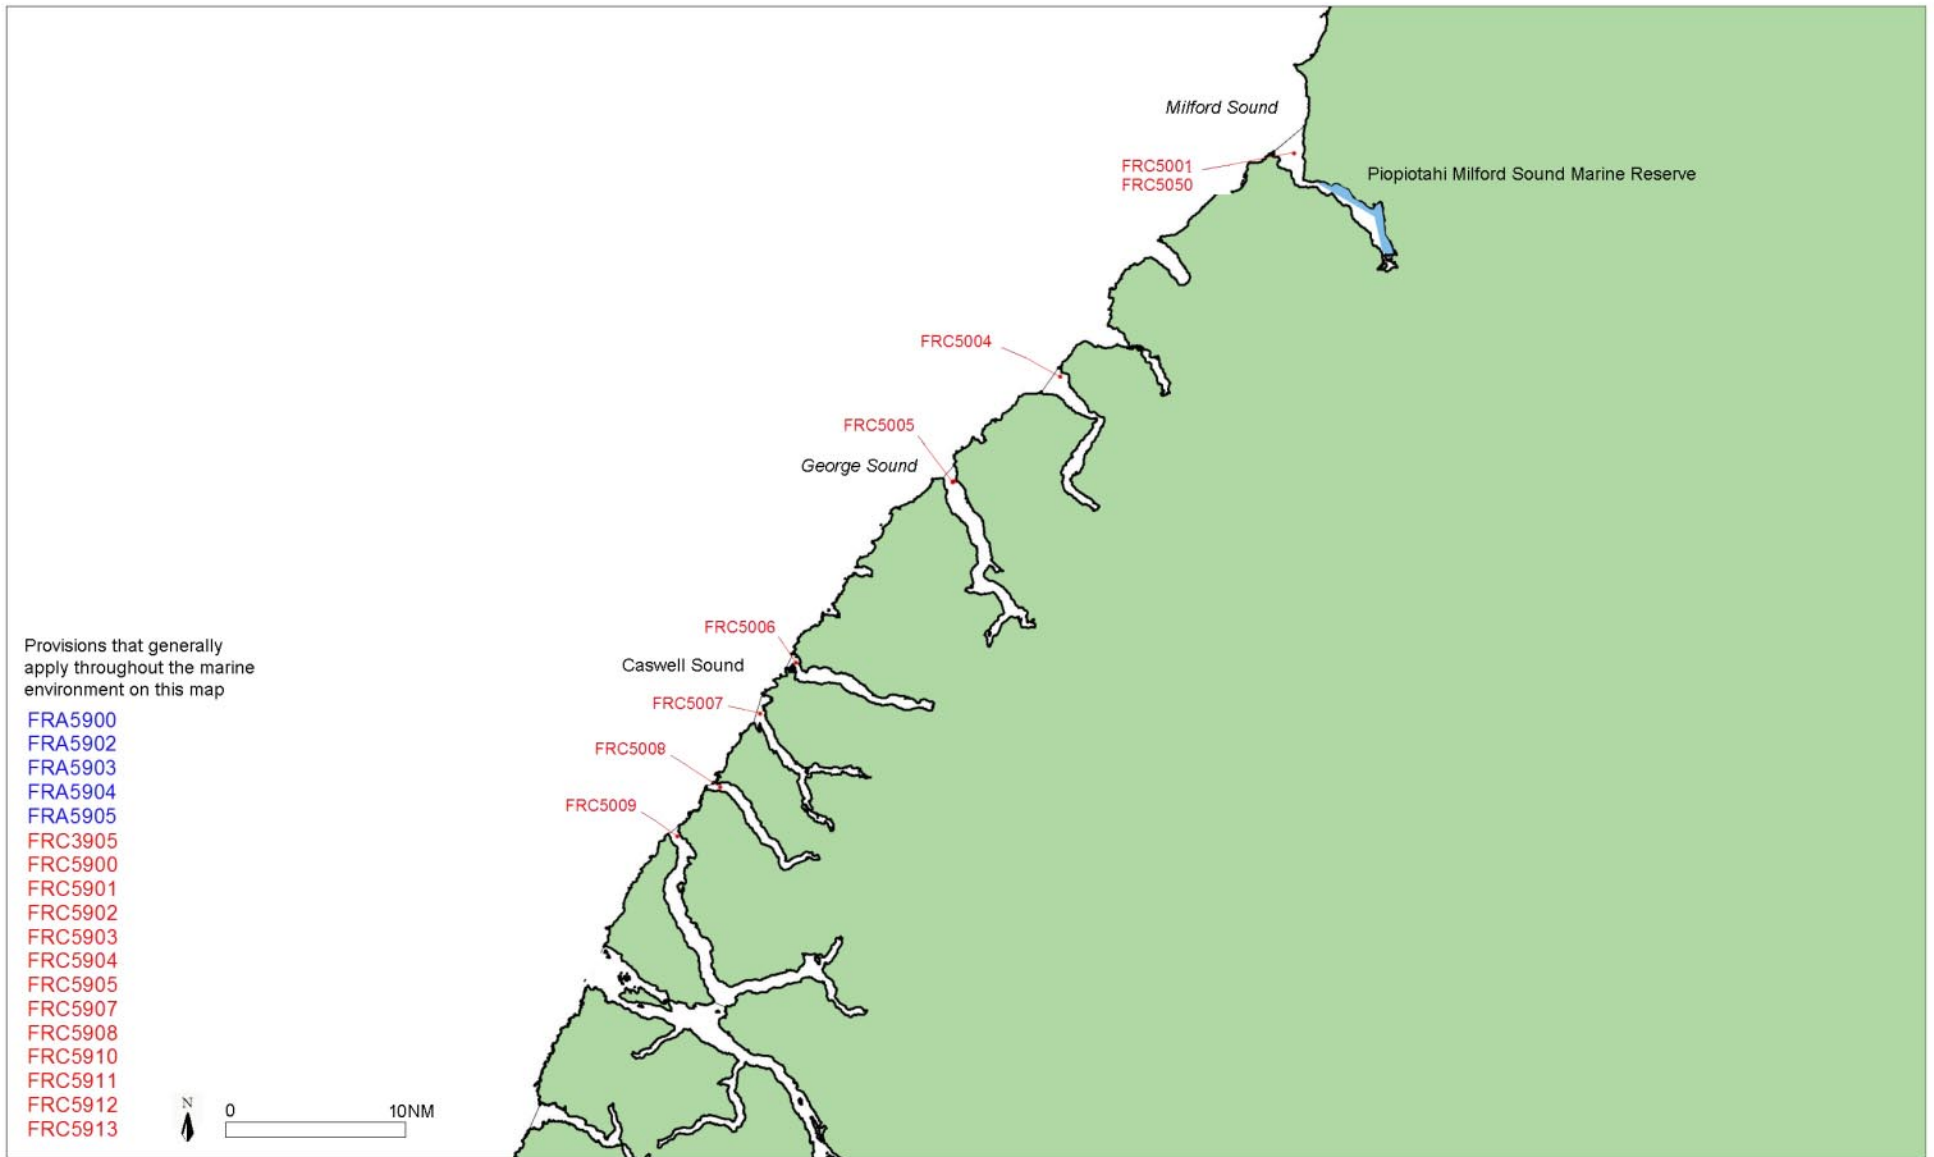 Milford Sound
FRC5001
FRC5050
Piopiotahi Milford Sound Marine Reserve
FRC5004
FRC5005
George Sound
FRC5006
Caswell Sound
FRC5007
FRC5008
FRC5009
Provisions that generally
apply throughout the marine
environment on this map
FRA5900
FRA5902
FRA5903
FRA5904
FRA5905
FRC3905
FRC5900
FRC5901
FRC5902
FRC5903
FRC5904
FRC5905
FRC5907
FRC5908
FRC5910
FRC5911
FRC5912
FRC5913
N
0 10NM